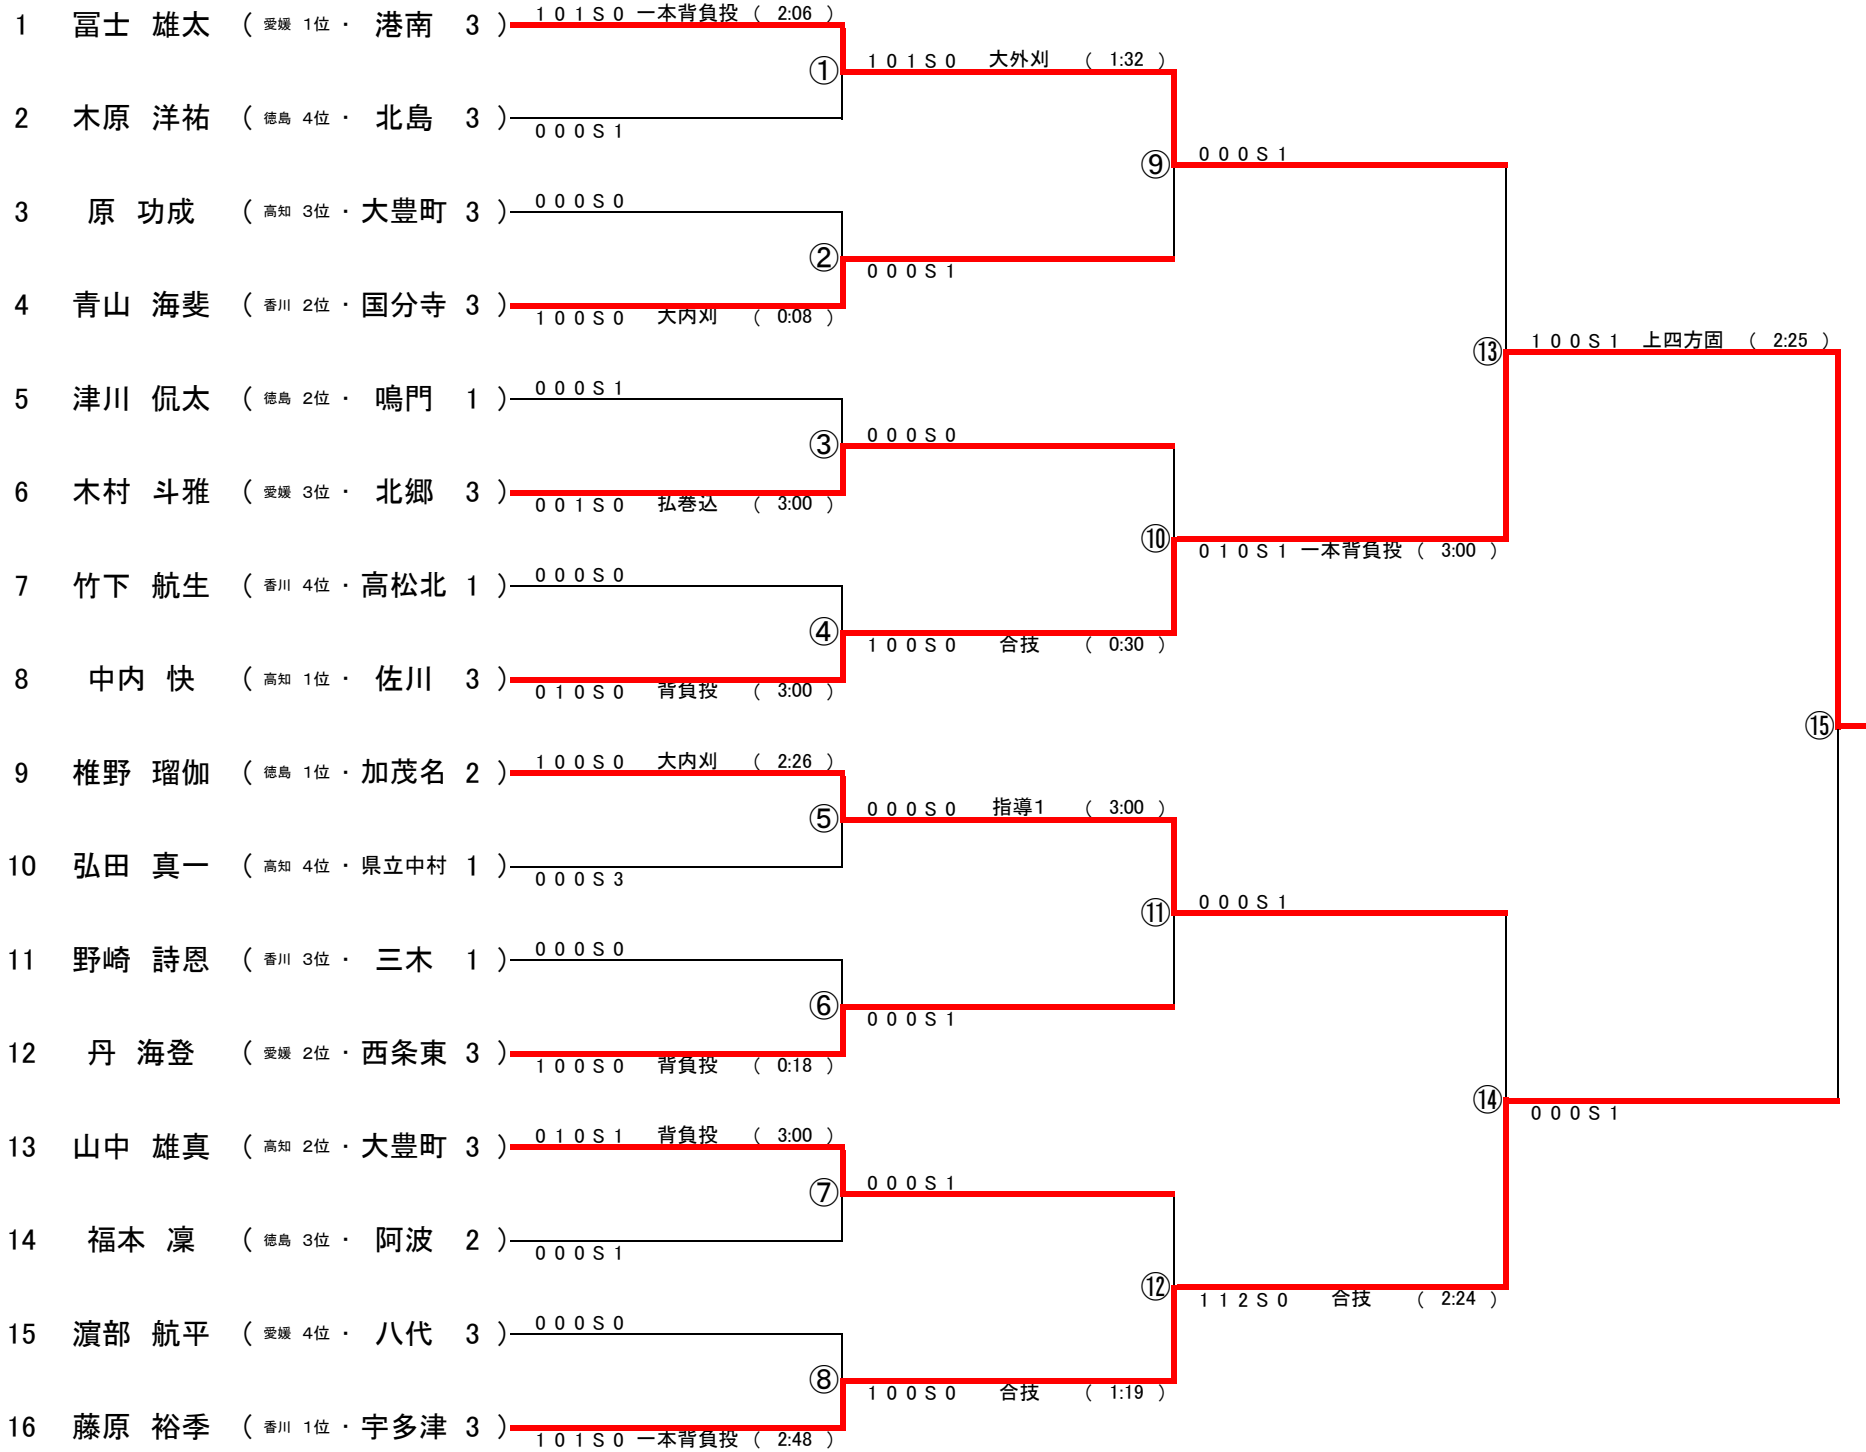 1 冨士 雄太 ( 愛媛 1位 ・ 港南 3 ) 1 0 1 S 0 一本背負投 ( 2:06 )
① 1 0 1 S 0 大外刈 ( 1:32 )
2 木原 洋祐 ( 徳島 4位 ・ 北島 3 ) 0 0 0 S 1
⑨ 0 0 0 S 1
3 原 功成 ( 高知 3位 ・ 大豊町 3 ) 0 0 0 S 0
② 0 0 0 S 1
4 青山 海斐 ( 香川 2位 ・ 国分寺 3 ) 1 0 0 S 0 大内刈 ( 0:08 )
⑬ 1 0 0 S 1 上四方固 ( 2:25 )
5 津川 侃太 ( 徳島 2位 ・ 鳴門 1 ) 0 0 0 S 1
③ 0 0 0 S 0
6 木村 斗雅 ( 愛媛 3位 ・ 北郷 3 ) 0 0 1 S 0 払巻込 ( 3:00 )
⑩ 0 1 0 S 1 一本背負投 ( 3:00 )
7 竹下 航生 ( 香川 4位 ・ 高松北 1 ) 0 0 0 S 0
④ 1 0 0 S 0 合技 ( 0:30 )
8 中内 快 ( 高知 1位 ・ 佐川 3 ) 0 1 0 S 0 背負投 ( 3:00 )
⑮
9 椎野 瑠伽 ( 徳島 1位 ・ 加茂名 2 ) 1 0 0 S 0 大内刈 ( 2:26 )
⑤ 0 0 0 S 0 指導1 ( 3:00 )
10 弘田 真一 ( 高知 4位 ・ 県立中村 1 ) 0 0 0 S 3
⑪ 0 0 0 S 1
11 野崎 詩恩 ( 香川 3位 ・ 三木 1 ) 0 0 0 S 0
⑥ 0 0 0 S 1
12 丹 海登 ( 愛媛 2位 ・ 西条東 3 ) 1 0 0 S 0 背負投 ( 0:18 )
⑭ 0 0 0 S 1
13 山中 雄真 ( 高知 2位 ・ 大豊町 3 ) 0 1 0 S 1 背負投 ( 3:00 )
⑦ 0 0 0 S 1
14 福本 凜 ( 徳島 3位 ・ 阿波 2 ) 0 0 0 S 1
⑫ 1 1 2 S 0 合技 ( 2:24 )
15 濵部 航平 ( 愛媛 4位 ・ 八代 3 ) 0 0 0 S 0
⑧ 1 0 0 S 0 合技 ( 1:19 )
16 藤原 裕季 ( 香川 1位 ・ 宇多津 3 ) 1 0 1 S 0 一本背負投 ( 2:48 )